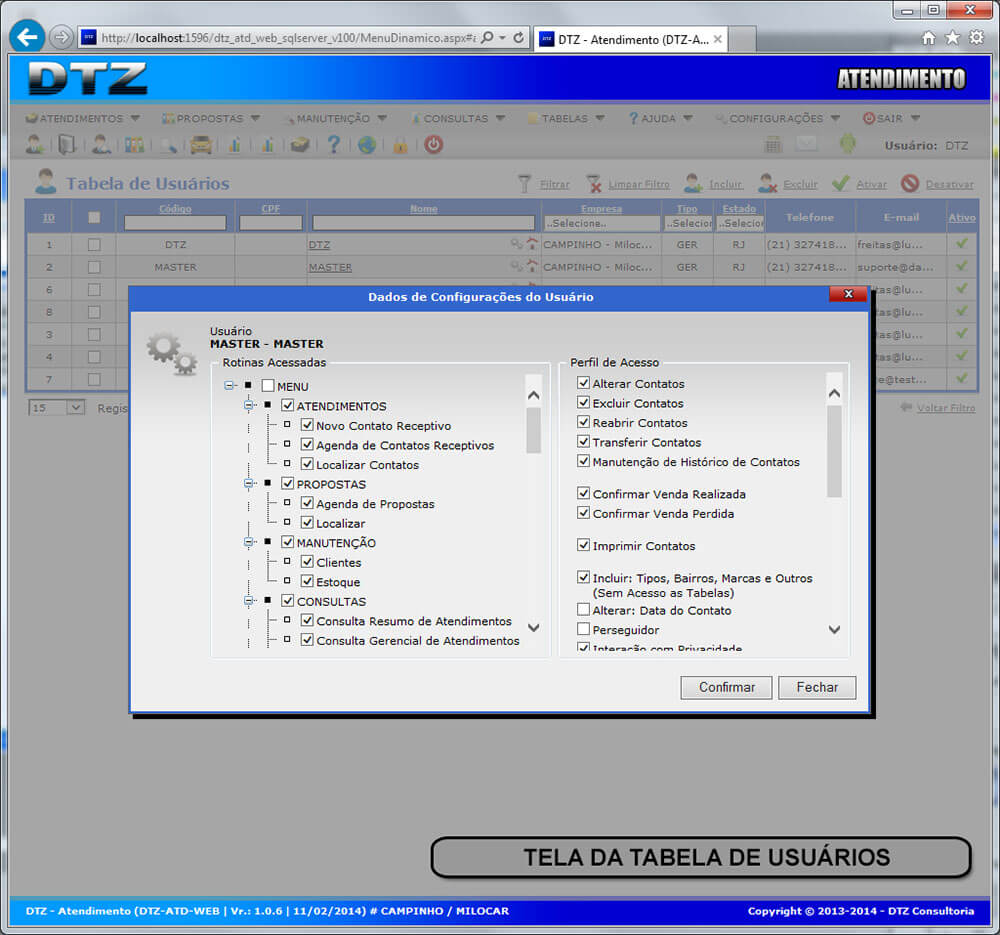 http://localhost:1596/dtz_atd_web_sqlserver_v100/MenuDinamico.aspx#a
DTZ - Atendimento (DTZ-A...
DTZ
ATENDIMENTO
ATENDIMENTOS PROPOSTAS MANUTENÇÃO CONSULTAS TABELAS AJUDA CONFIGURAÇÕES SAIR
Usuário: DTZ
Tabela de Usuários
Filtrar Limpar Filtro Incluir Excluir Ativar Desativar
ID Código CPF Nome Empresa Tipo Estado Telefone E-mail Ativo
..Selecione.. ..Selecior ..Selecior
1 DTZ DTZ CAMPINHO - Miloc... GER RJ (21) 327418... freitas@lu...
2 MASTER MASTER CAMPINHO - Miloc... GER RJ (21) 327418... suporte@da...
6 itas@lu...
8 itas@lu...
3 itas@lu...
4 itas@lu...
7 e@test...
15 Regis
Voltar Filtro
Dados de Configurações do Usuário
Usuário
MASTER - MASTER
Rotinas Acessadas
MENU
ATENDIMENTOS
Novo Contato Receptivo
Agenda de Contatos Receptivos
Localizar Contatos
PROPOSTAS
Agenda de Propostas
Localizar
MANUTENÇÃO
Clientes
Estoque
CONSULTAS
Consulta Resumo de Atendimentos
Consulta Gerencial de Atendimentos
Perfil de Acesso
Alterar Contatos
Excluir Contatos
Reabrir Contatos
Transferir Contatos
Manutenção de Histórico de Contatos
Confirmar Venda Realizada
Confirmar Venda Perdida
Imprimir Contatos
Incluir: Tipos, Bairros, Marcas e Outros
(Sem Acesso as Tabelas)
Alterar: Data do Contato
Perseguidor
Interação com Privacidade
Confirmar Fechar
TELA DA TABELA DE USUÁRIOS
DTZ - Atendimento (DTZ-ATD-WEB | Vr.: 1.0.6 | 11/02/2014) # CAMPINHO / MILOCAR
Copyright © 2013-2014 - DTZ Consultoria